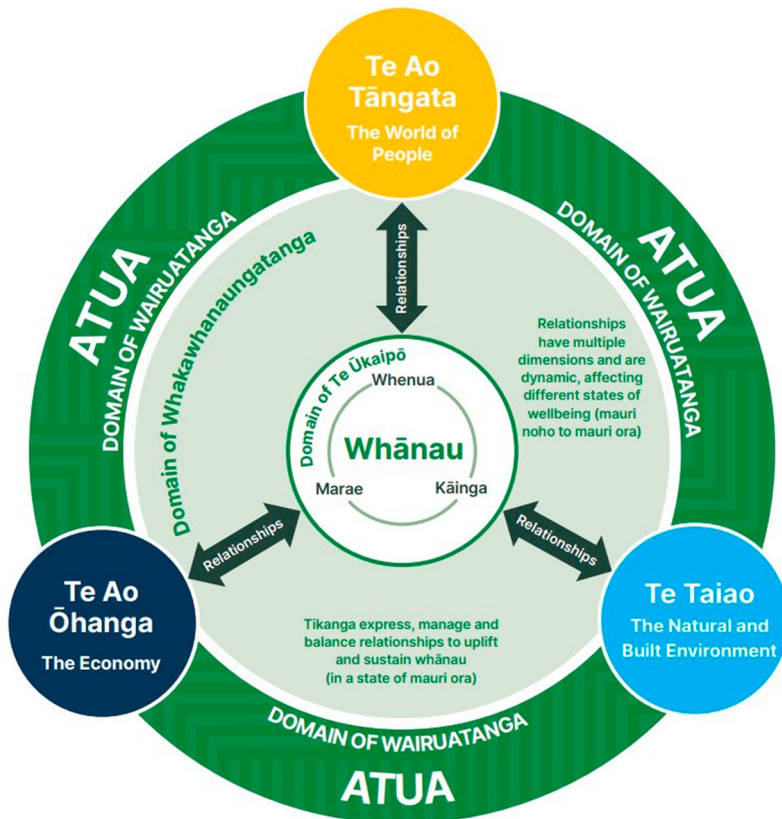 Te Ao
Tāngata
The World of
People
ATUA
DOMAIN OF WAIRUATANGA
ATUA
DOMAIN OF WAIRUATANGA
Domain of Whakawhanaungatanga
Relationships
Relationships
have multiple
dimensions and are
dynamic, affecting
different states of
wellbeing (mauri
noho to mauri ora)
Domain of Te Ūkaipō
Whenua
Whānau
Marae
Kāinga
Relationships
Relationships
Te Ao
Ōhanga
The Economy
Te Taiao
The Natural and
Built Environment
Tikanga express, manage and
balance relationships to uplift
and sustain whānau
(in a state of mauri ora)
DOMAIN OF WAIRUATANGA
ATUA